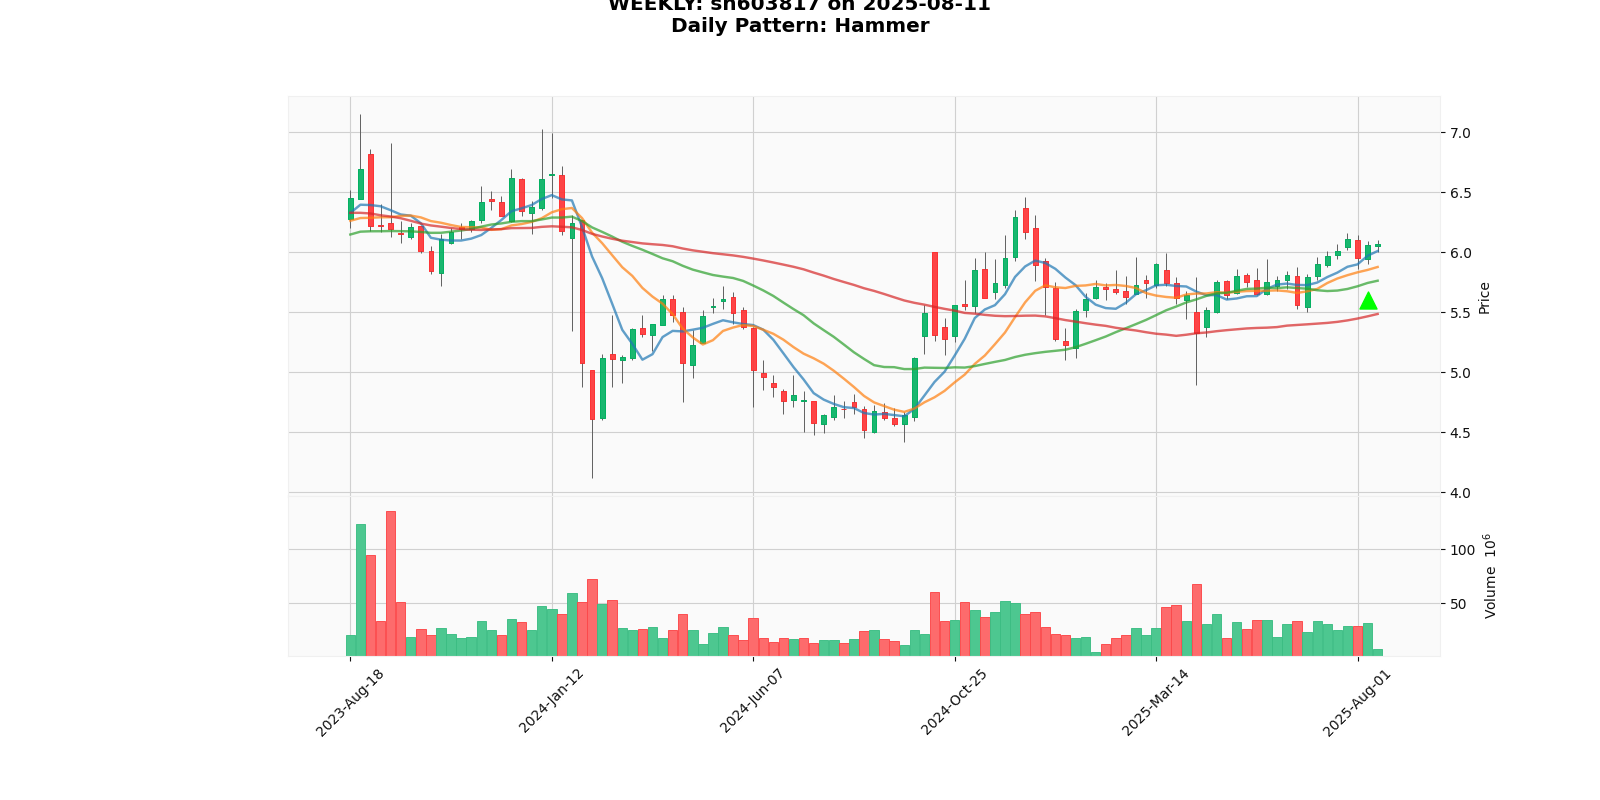 WEEKLY: sh603817 on 2025-08-11
Daily Pattern: Hammer
7.0
6.5
6.0
5.5
5.0
4.5
4.0
Price
100
50
Volume 10^6
2023-Aug-18
2024-Jan-12
2024-Jun-07
2024-Oct-25
2025-Mar-14
2025-Aug-01